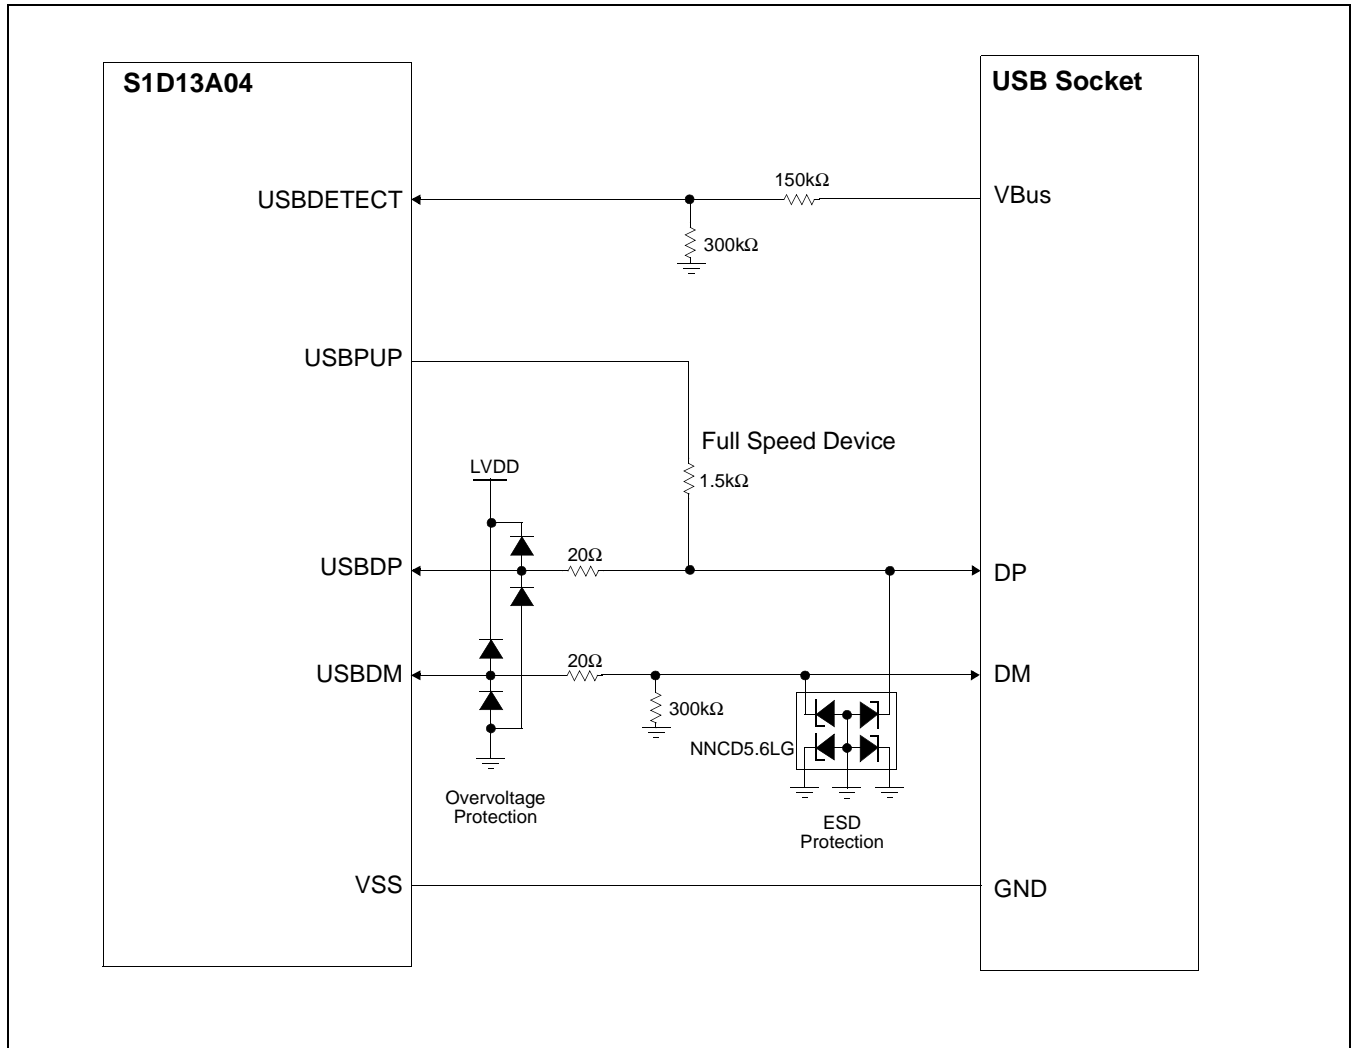 S1D13A04
USB Socket
150kΩ
USBDETECT
VBus
300kΩ
USBPUP
Full Speed Device
LVDD
1.5kΩ
USBDP
20Ω
DP
USBDM
20Ω
DM
300kΩ
NNCD5.6LG
Overvoltage
Protection
ESD
Protection
VSS
GND